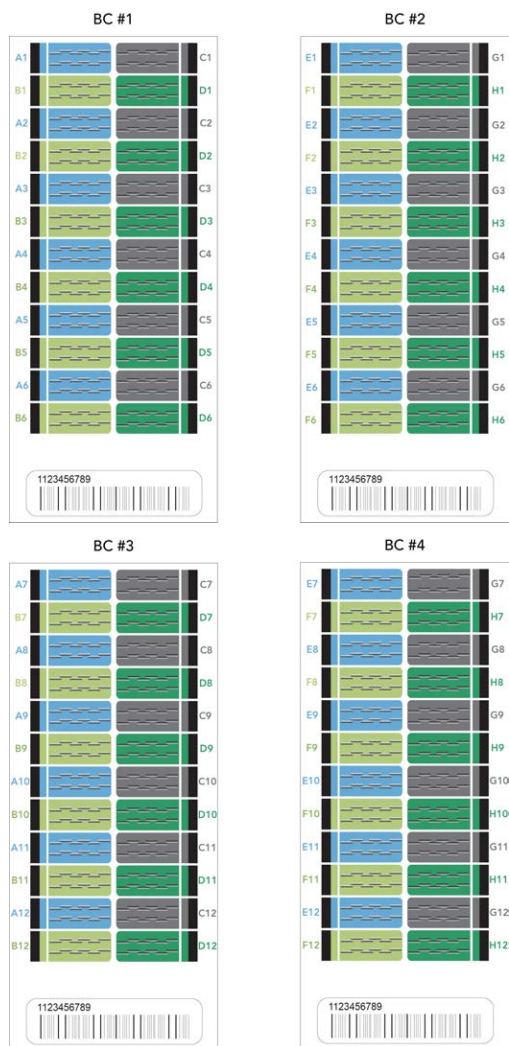 BC #1 BC #2
A1 C1 E1 G1
B1 D1 F1 H1
A2 C2 E2 G2
B2 D2 F2 H2
A3 C3 E3 G3
B3 D3 F3 H3
A4 C4 E4 G4
B4 D4 F4 H4
A5 C5 E5 G5
B5 D5 F5 H5
A6 C6 E6 G6
B6 D6 F6 H6
1123456789 1123456789
BC #3 BC #4
A7 C7 E7 G7
B7 D7 F7 H7
A8 C8 E8 G8
B8 D8 F8 H8
A9 C9 E9 G9
B9 D9 F9 H9
A10 C10 E10 G10
B10 D10 F10 H10
A11 C11 E11 G11
B11 D11 F11 H11
A12 C12 E12 G12
B12 D12 F12 H12
1123456789 1123456789